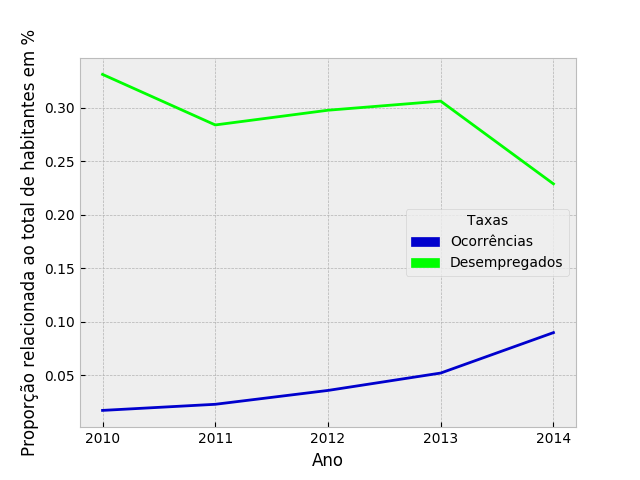 Proporção relacionada ao total de habitantes em %
0.30
0.25
0.20
0.15
0.10
0.05
Taxas
Ocorrências
Desempregados
2010 2011 2012 2013 2014
Ano